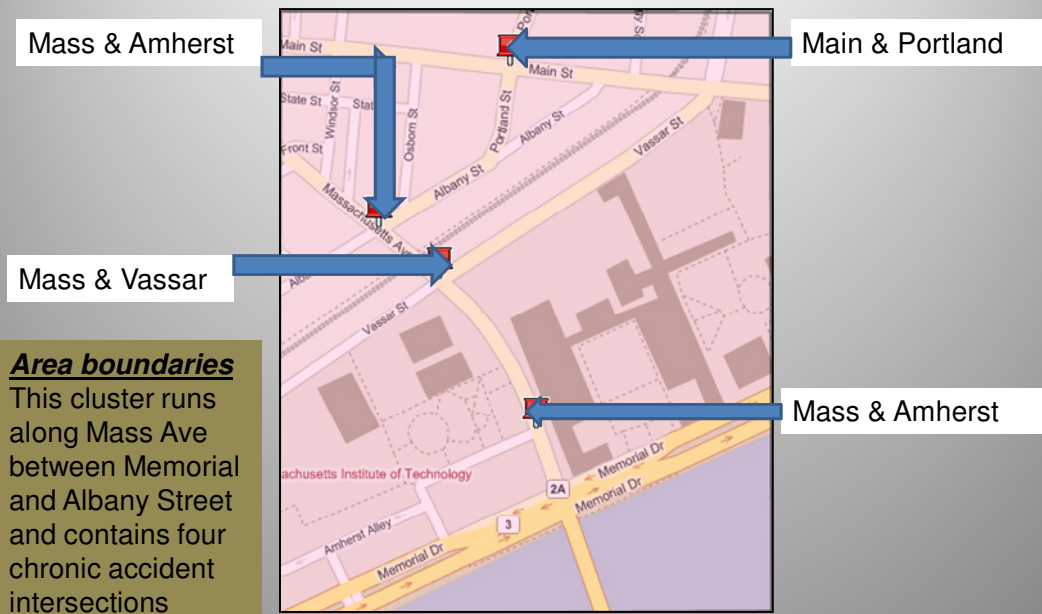 Mass & Amherst
Main & Portland
Mass & Vassar
Mass & Amherst
Area boundaries
This cluster runs
along Mass Ave
between Memorial
and Albany Street
and contains four
chronic accident
intersections
Main St
Main St
State St
Stat
Windsor St
Osborn St
Portland St
Albany St
Vassar St
Front St
Albany St
Massachusetts Ave
Vassar St
achusetts Institute of Technology
Memorial Dr
2A
Memorial Dr
3
Amherst Alley
Memorial Dr